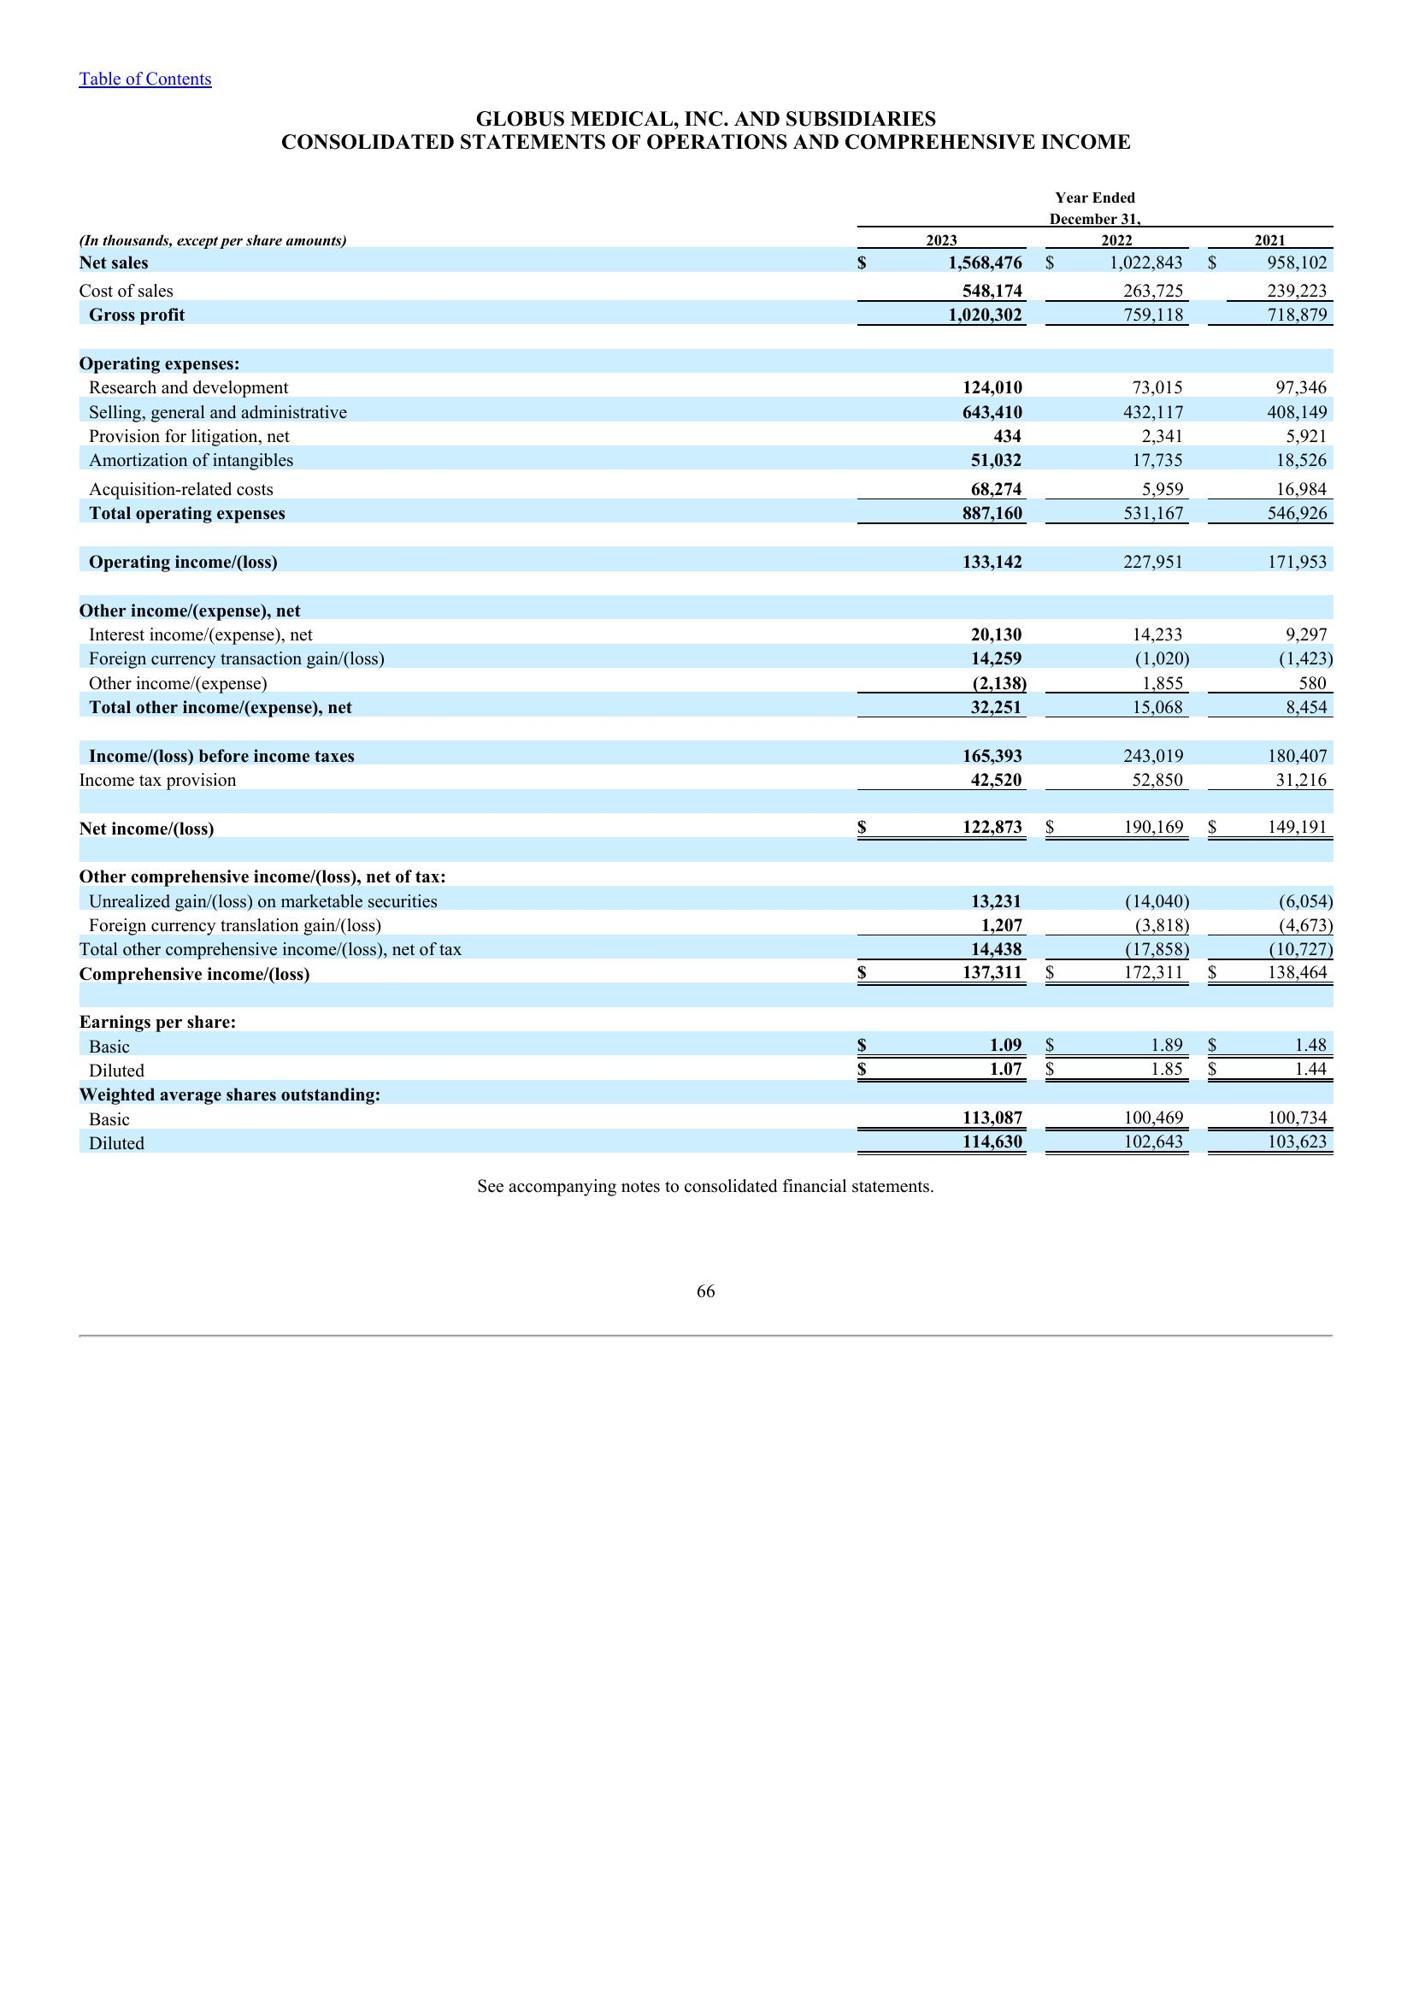 Table of Contents
GLOBUS MEDICAL, INC. AND SUBSIDIARIES
CONSOLIDATED STATEMENTS OF OPERATIONS AND COMPREHENSIVE INCOME
Year Ended
December 31,
(In thousands, except per share amounts) 2023 2022 2021
Net sales $ 1,568,476 $ 1,022,843 $ 958,102
Cost of sales 548,174 263,725 239,223
Gross profit 1,020,302 759,118 718,879
Operating expenses:
Research and development 124,010 73,015 97,346
Selling, general and administrative 643,410 432,117 408,149
Provision for litigation, net 434 2,341 5,921
Amortization of intangibles 51,032 17,735 18,526
Acquisition-related costs 68,274 5,959 16,984
Total operating expenses 887,160 531,167 546,926
Operating income/(loss) 133,142 227,951 171,953
Other income/(expense), net
Interest income/(expense), net 20,130 14,233 9,297
Foreign currency transaction gain/(loss) 14,259 (1,020) (1,423)
Other income/(expense) (2,138) 1,855 580
Total other income/(expense), net 32,251 15,068 8,454
Income/(loss) before income taxes 165,393 243,019 180,407
Income tax provision 42,520 52,850 31,216
Net income/(loss) $ 122,873 $ 190,169 $ 149,191
Other comprehensive income/(loss), net of tax:
Unrealized gain/(loss) on marketable securities 13,231 (14,040) (6,054)
Foreign currency translation gain/(loss) 1,207 (3,818) (4,673)
Total other comprehensive income/(loss), net of tax 14,438 (17,858) (10,727)
Comprehensive income/(loss) $ 137,311 $ 172,311 $ 138,464
Earnings per share:
Basic $ 1.09 $ 1.89 $ 1.48
Diluted $ 1.07 $ 1.85 $ 1.44
Weighted average shares outstanding:
Basic 113,087 100,469 100,734
Diluted 114,630 102,643 103,623
See accompanying notes to consolidated financial statements.
66